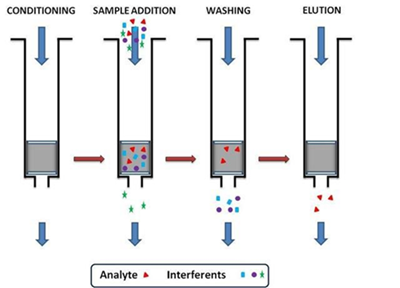 CONDITIONING SAMPLE ADDITION WASHING ELUTION
Analyte Interferents